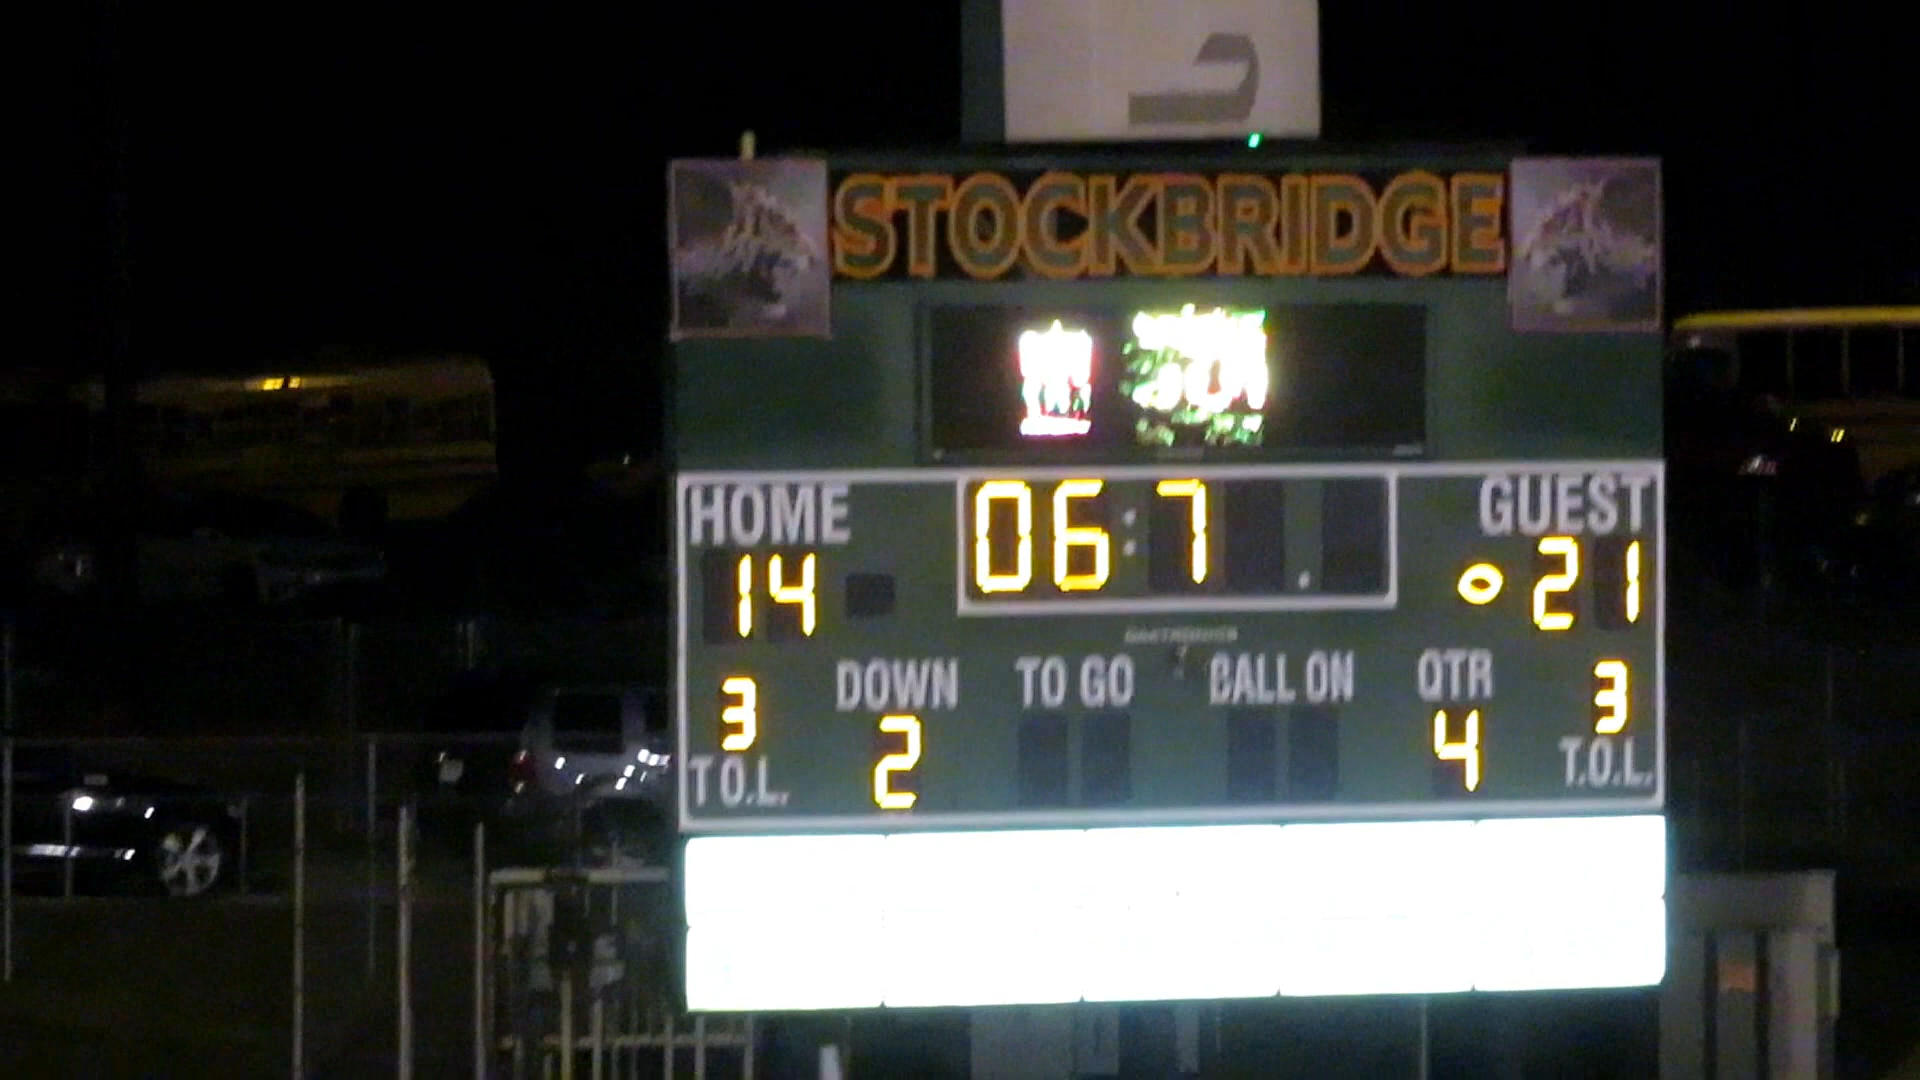 STOCKBRIDGE
HOME 06:7 GUEST
14 21
DOWN TO GO BALL ON QTR
3 2 4 3
T.O.L. T.O.L.